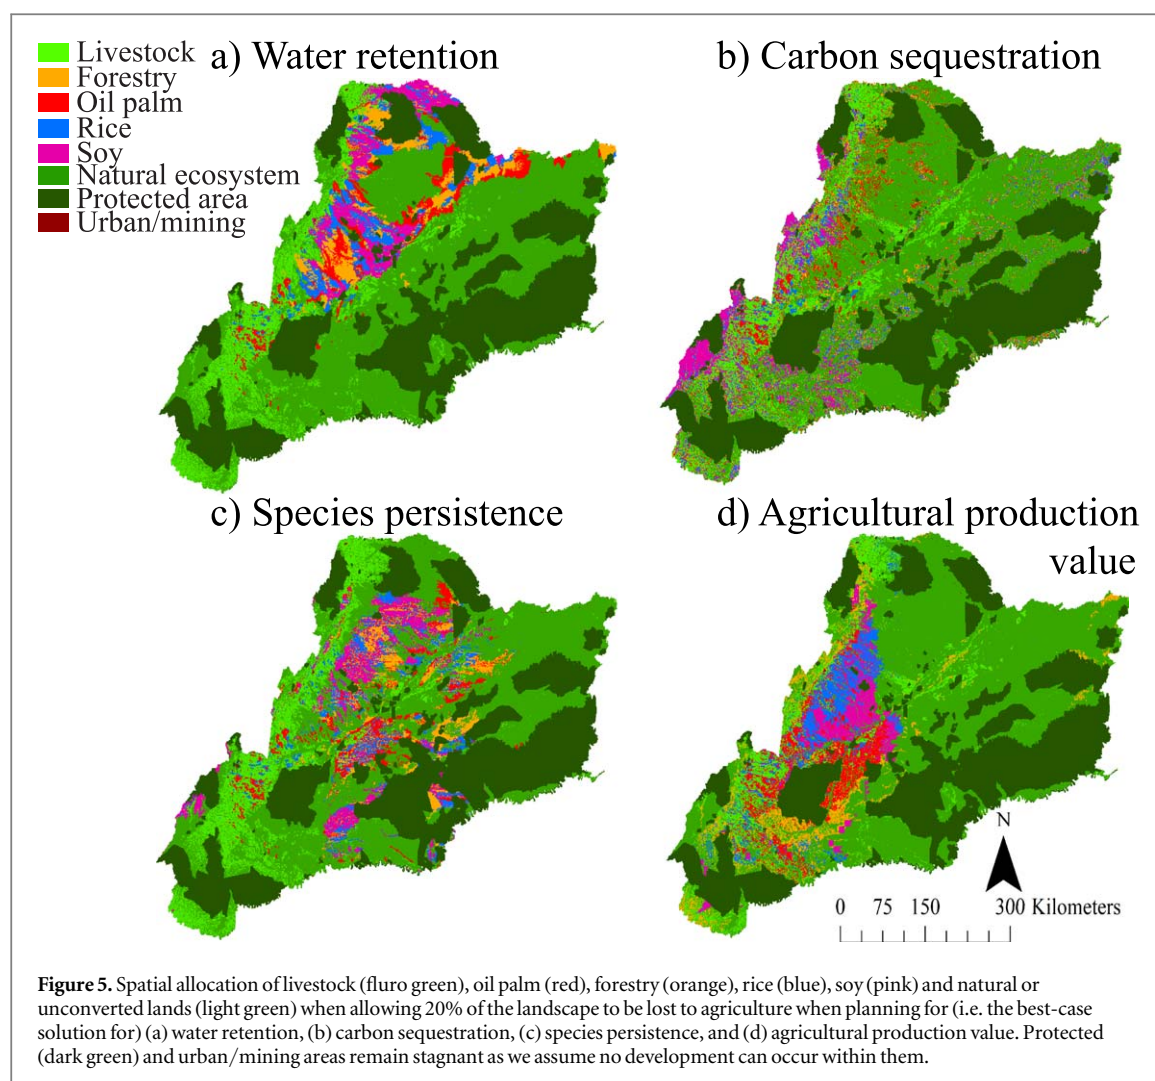 Livestock
Forestry
Oil palm
Rice
Soy
Natural ecosystem
Protected area
Urban/mining
a) Water retention
b) Carbon sequestration
c) Species persistence
d) Agricultural production
value
N
0 75 150 300 Kilometers
Figure 5. Spatial allocation of livestock (fluro green), oil palm (red), forestry (orange), rice (blue), soy (pink) and natural or
unconverted lands (light green) when allowing 20% of the landscape to be lost to agriculture when planning for (i.e. the best-case
solution for) (a) water retention, (b) carbon sequestration, (c) species persistence, and (d) agricultural production value. Protected
(dark green) and urban/mining areas remain stagnant as we assume no development can occur within them.